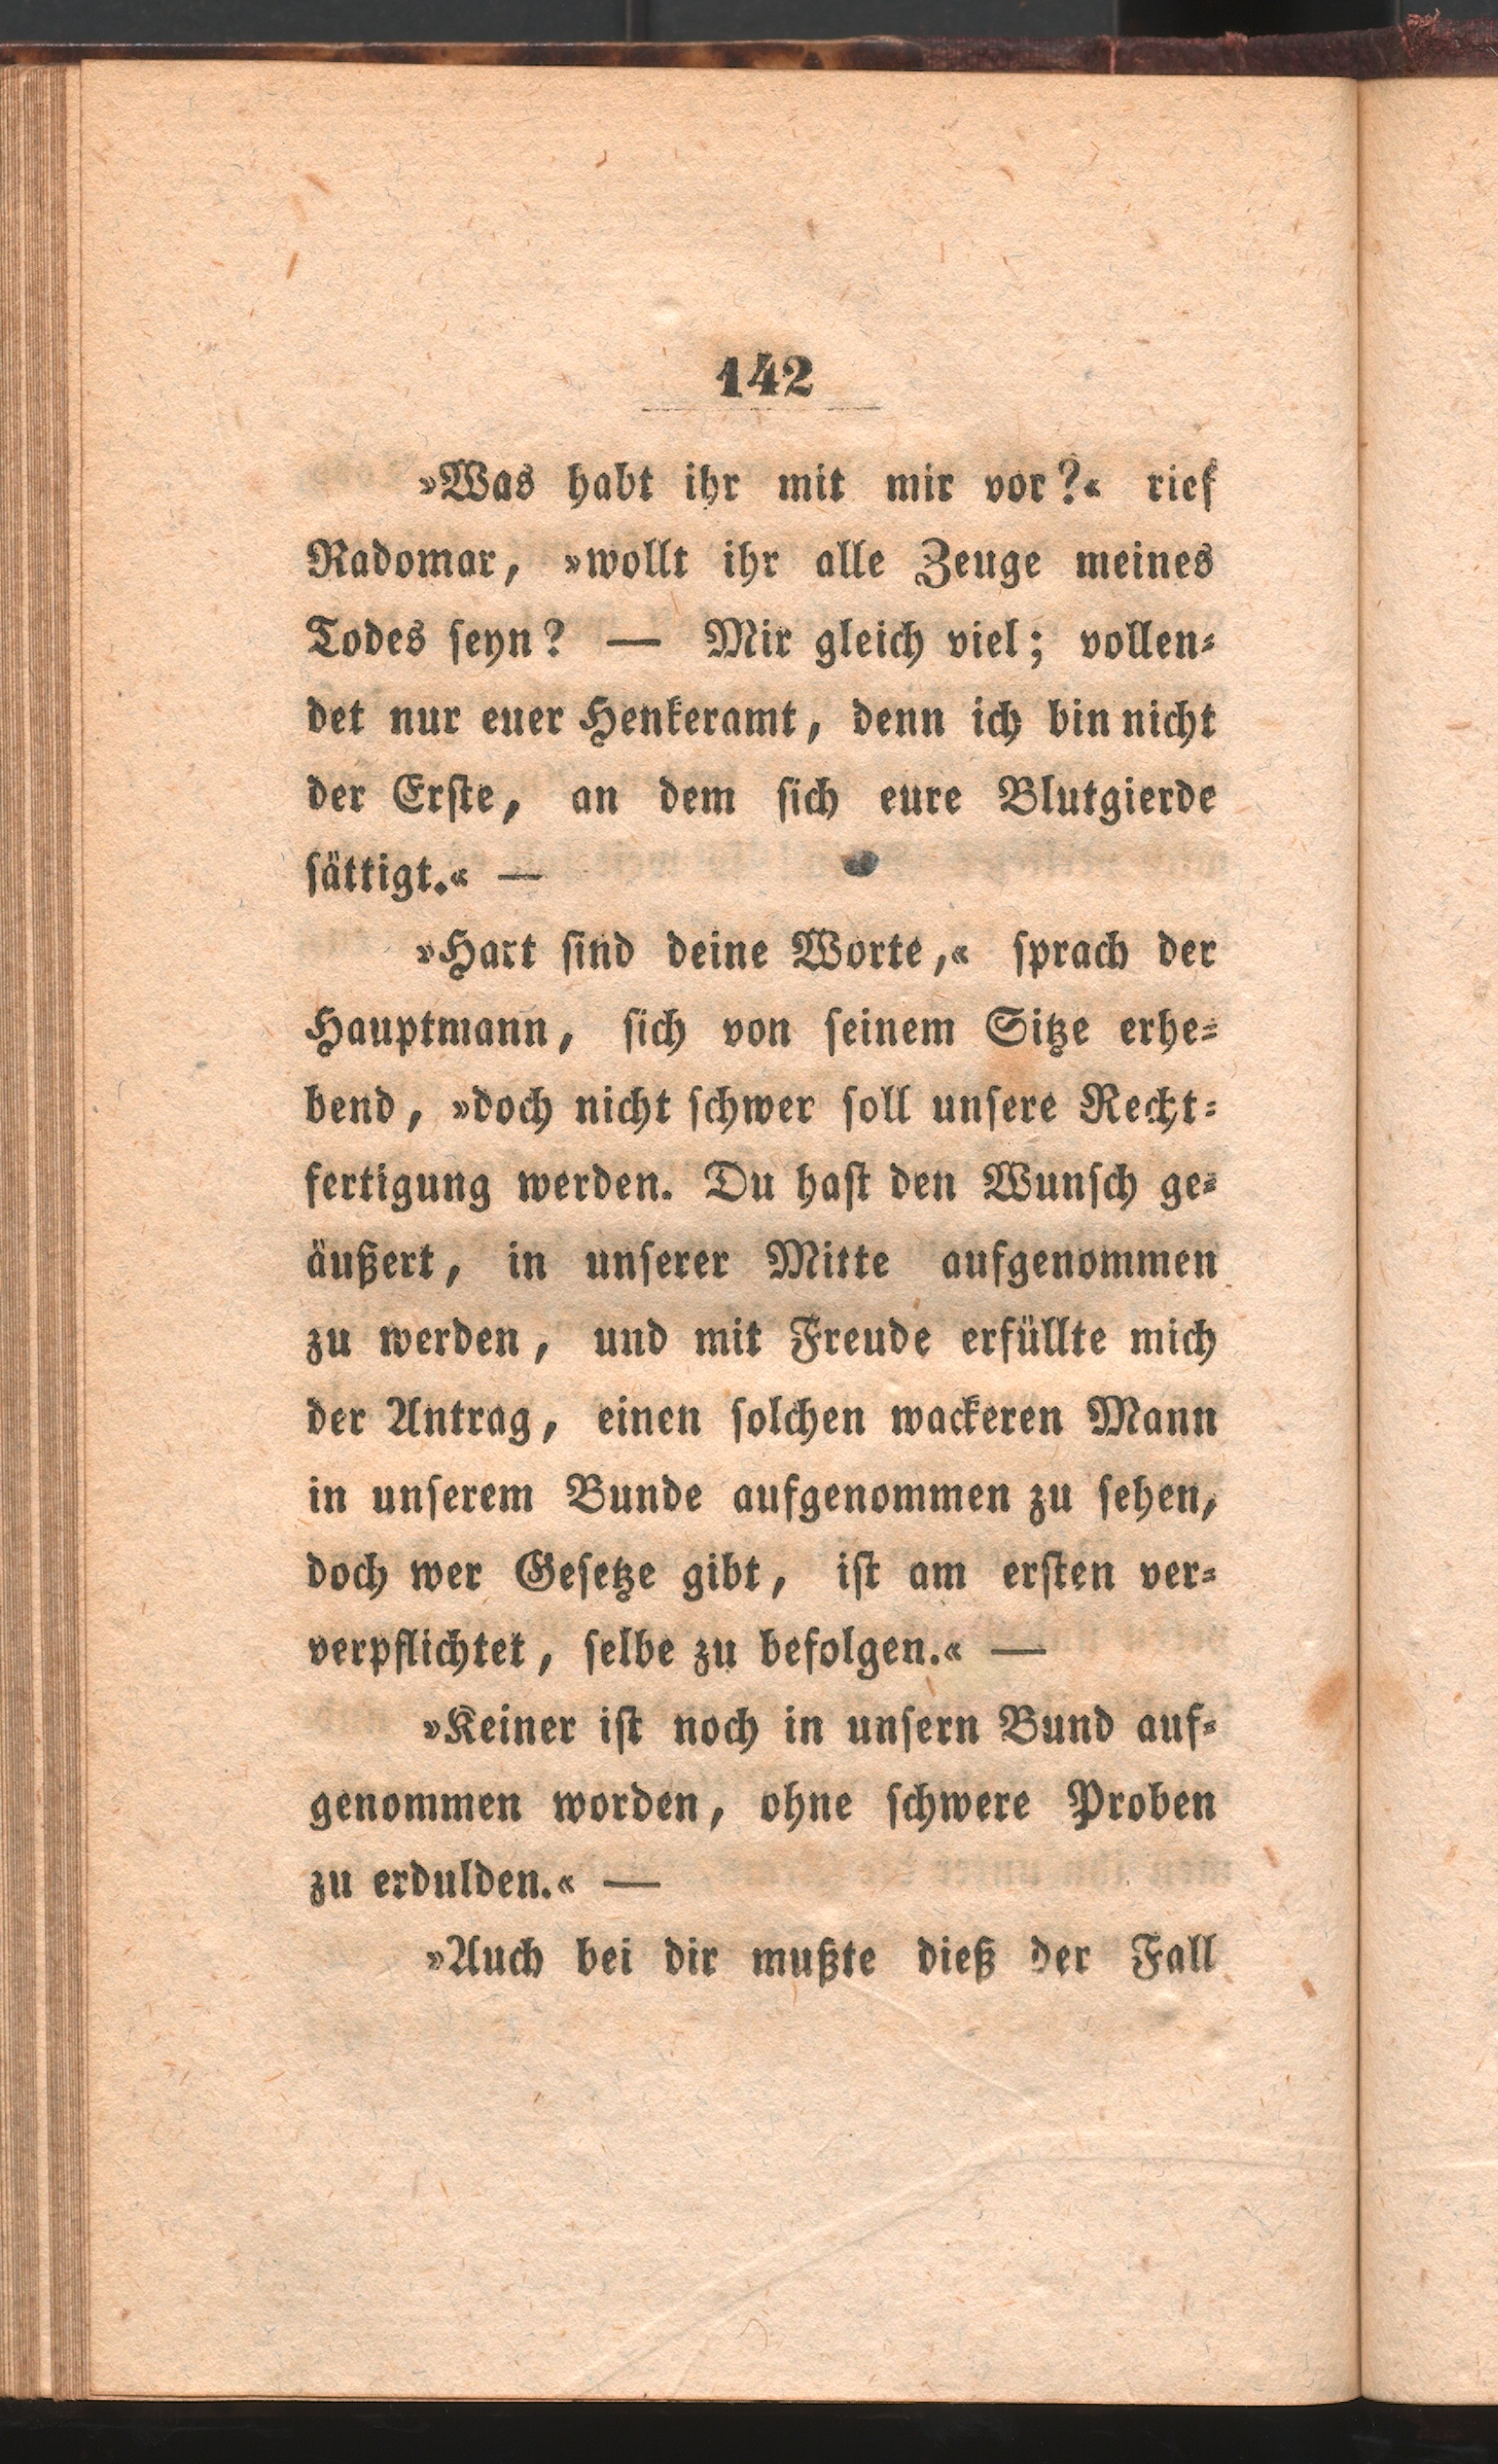 142
»Was habt ihr mit mir vor?« rief
Radomar, »wollt ihr alle Zeuge meines
Todes ſeyn? — Mir gleich viel; vollen⸗
det nur euer Henkeramt, denn ich bin nicht
der Erſte, an dem ſich eure Blutgierde
ſättigt.« —
»Hart ſind deine Worte,« ſprach der
Hauptmann, ſich von ſeinem Sitze erhe⸗
bend, »doch nicht ſchwer ſoll unſere Recht⸗
fertigung werden. Du haſt den Wunſch ge⸗
äußert, in unſerer Mitte aufgenommen
zu werden, und mit Freude erfüllte mich
der Antrag, einen ſolchen wackeren Mann
in unſerem Bunde aufgenommen zu ſehen,
doch wer Geſetze gibt, iſt am erſten ver⸗
verpflichtet, ſelbe zu befolgen.« —
»Keiner iſt noch in unſern Bund auf⸗
genommen worden, ohne ſchwere Proben
zu erdulden.« —
»Auch bei dir mußte dieß der Fall